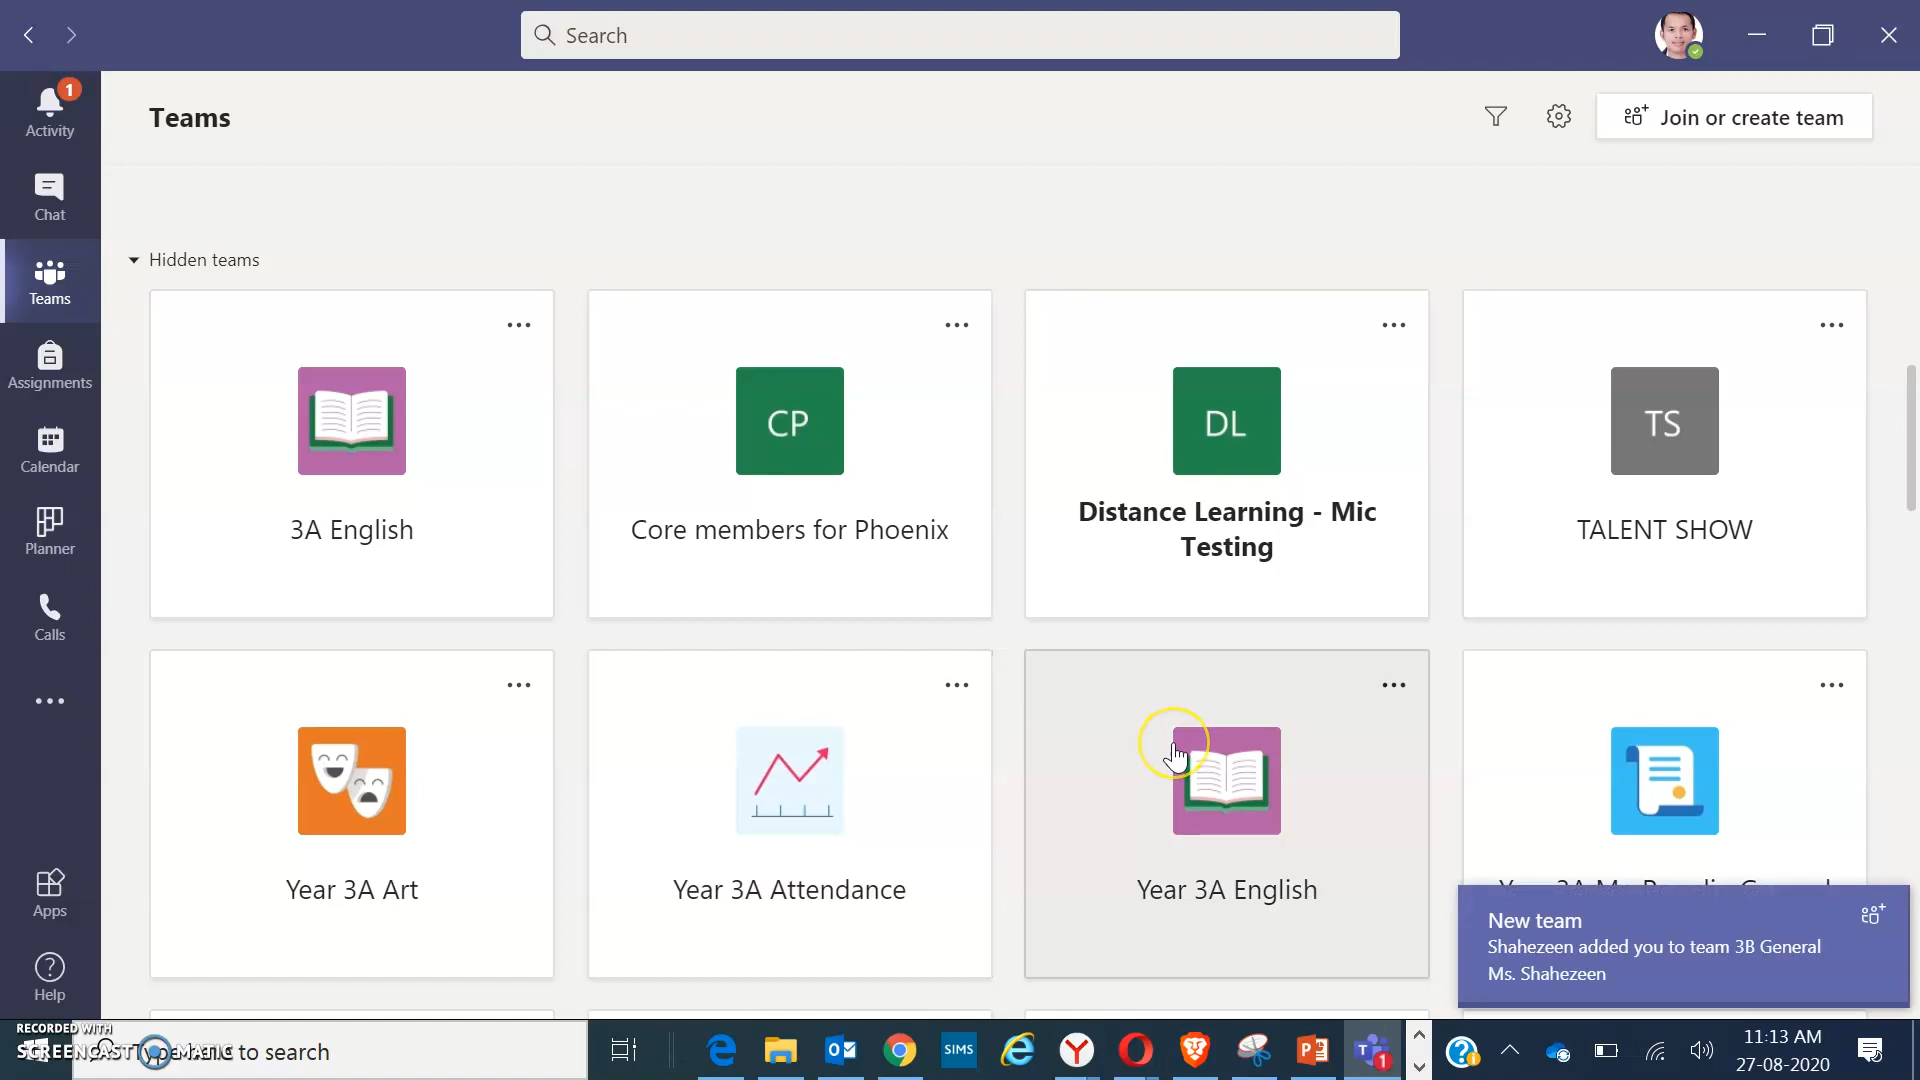 Search
1
Activity
Chat
Teams
Assignments
Calendar
Planner
Calls
Apps
Help
Teams
Join or create team
Hidden teams
3A English
CP
Core members for Phoenix
DL
Distance Learning - Mic
Testing
TS
TALENT SHOW
Year 3A Art
Year 3A Attendance
Year 3A English
New team
Shahezeen added you to team 3B General
Ms. Shahezeen
RECORDED WITH
SCREENCAST MATIC
to search
SIMS
1
11:13 AM
27-08-2020